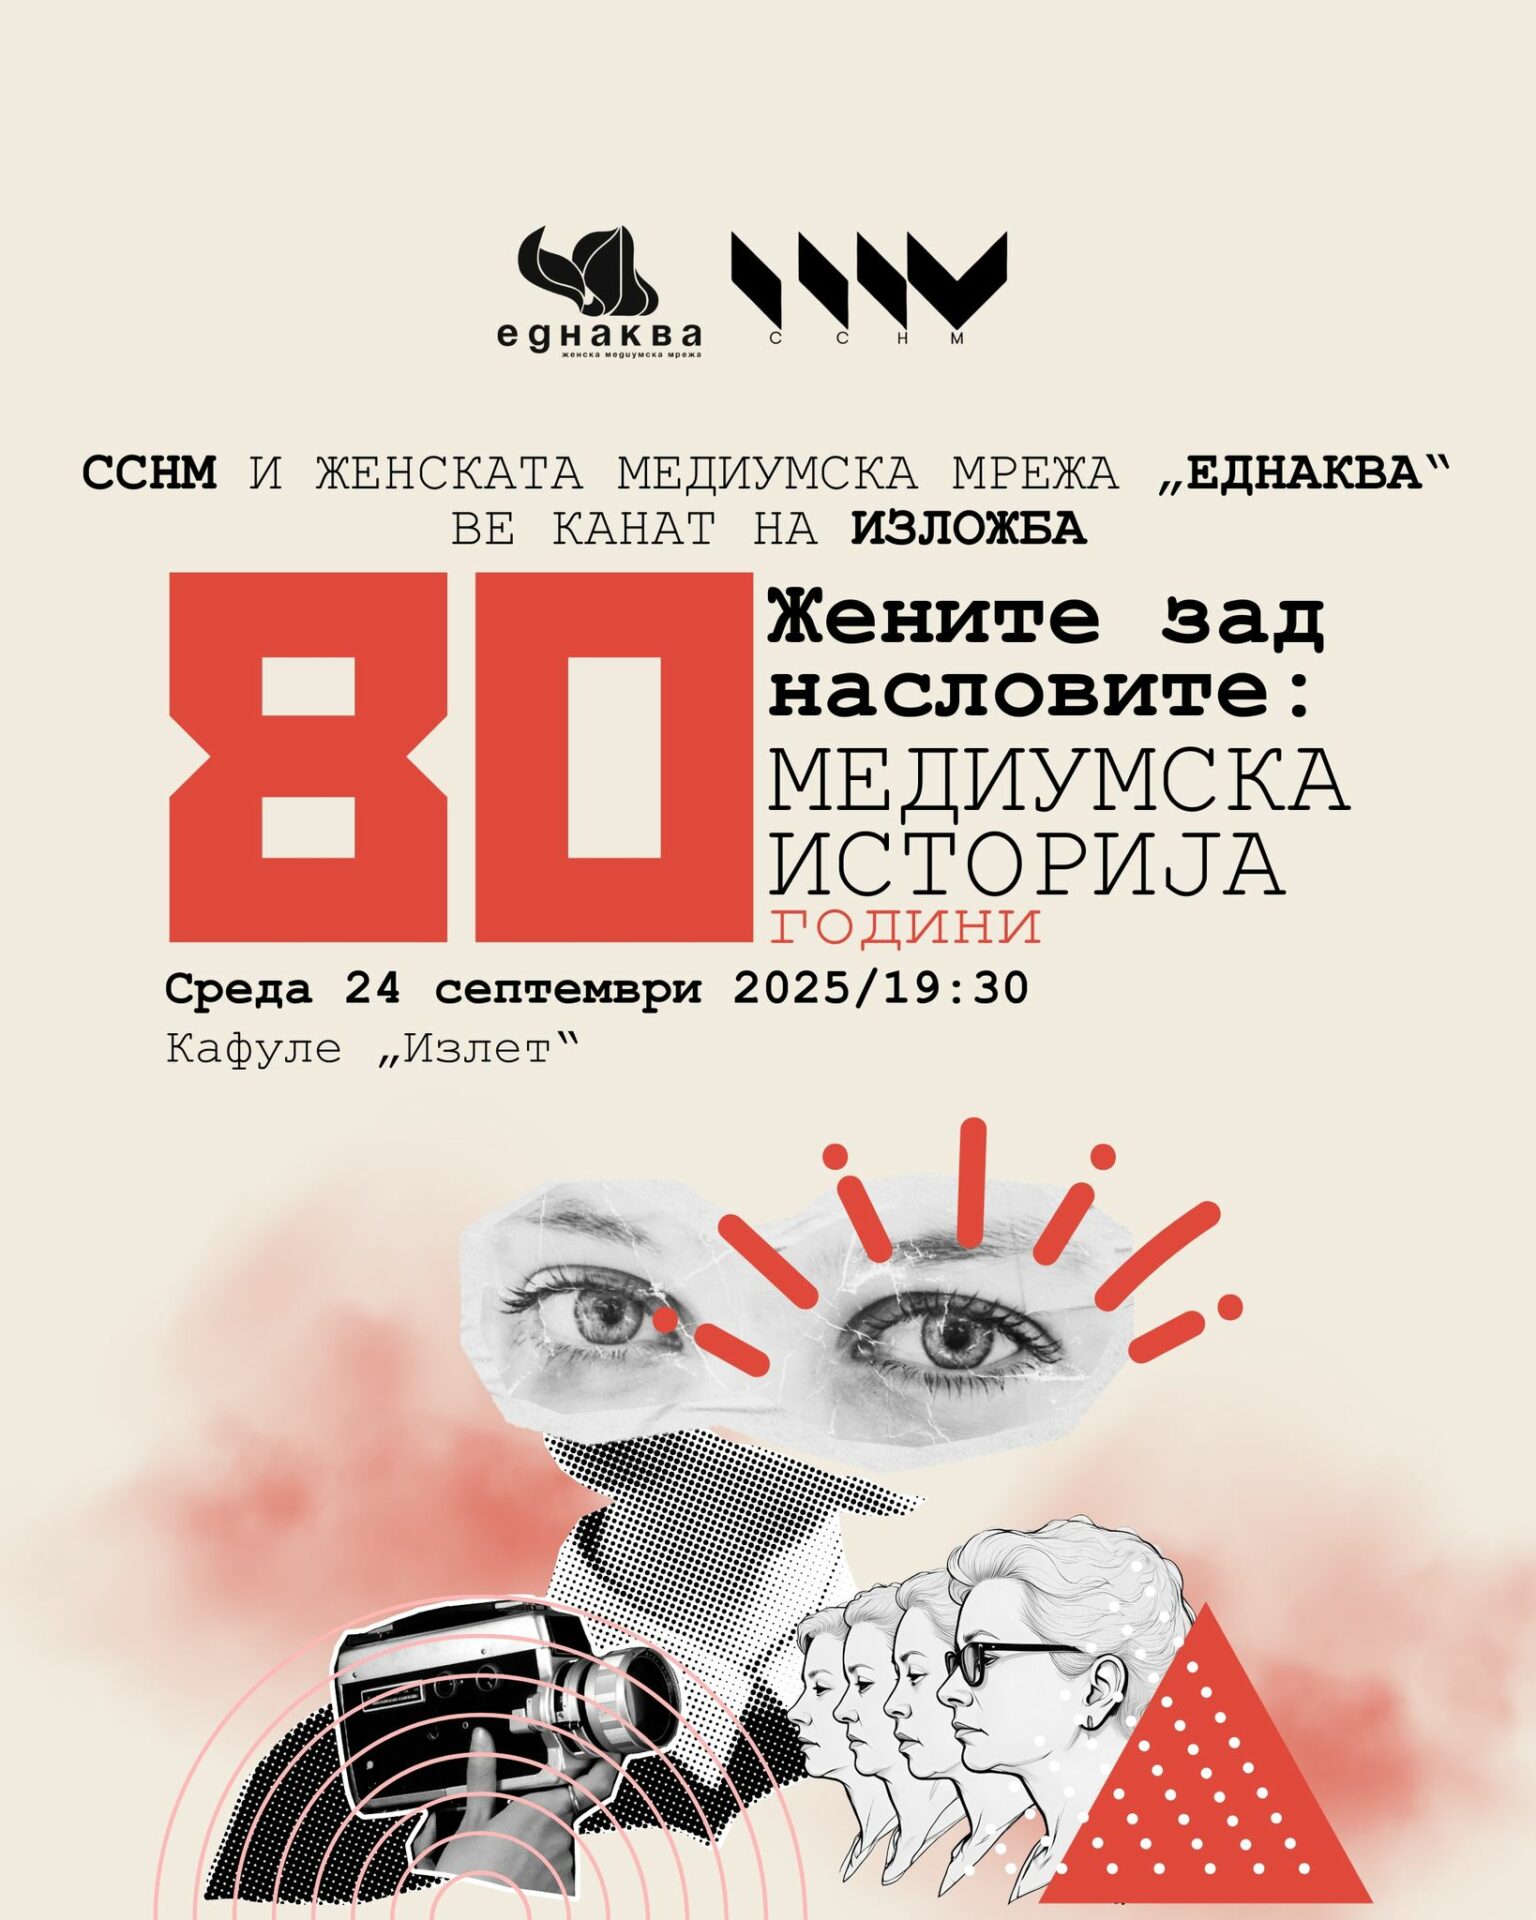 еднаква
женска медиумска мрежа
С С Н М
ССНМ И ЖЕНСКАТА МЕДИУМСКА МРЕЖА „ЕДНАКВА“
ВЕ КАНАТ НА ИЗЛОЖБА
80
Жените зад
насловите:
МЕДИУМСКА
ИСТОРИЈА
ГОДИНИ
Среда 24 септември 2025/19:30
Кафуле „Излет“